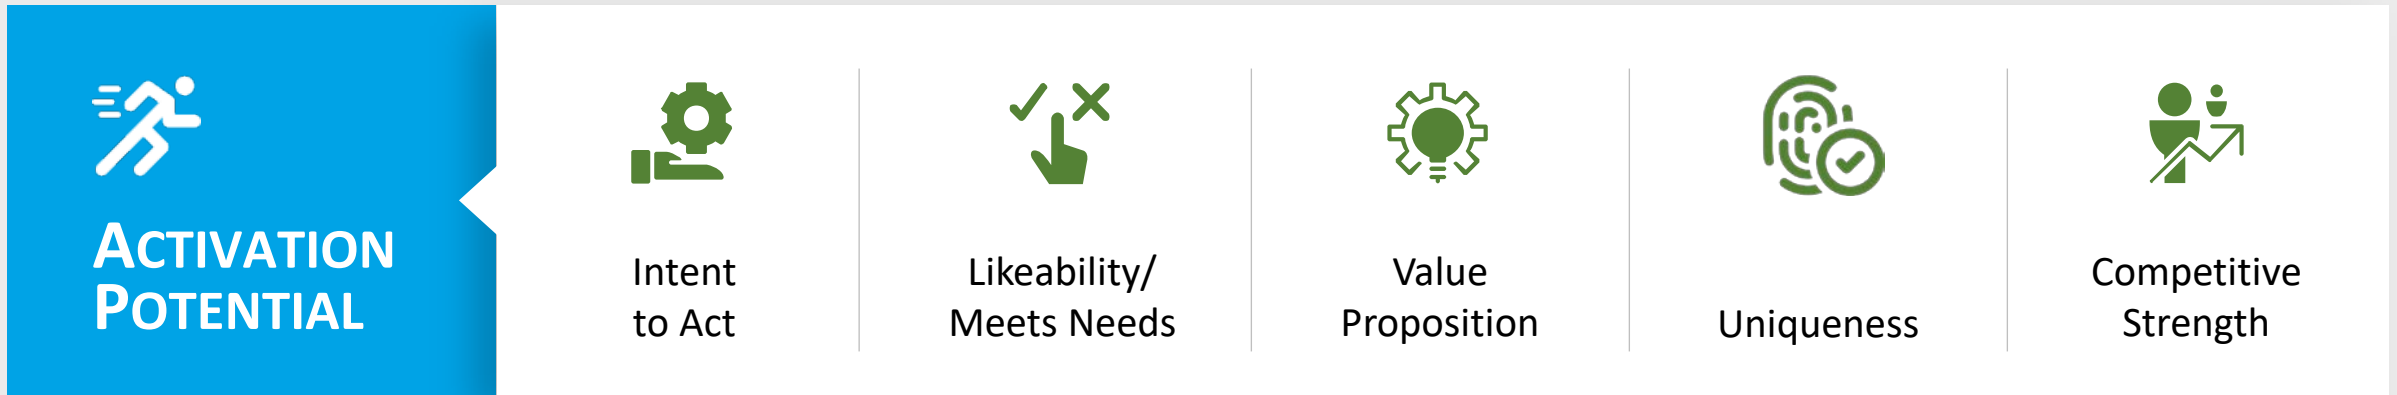 ACTIVATION
POTENTIAL
Intent
to Act
Likeability/
Meets Needs
Value
Proposition
Uniqueness
Competitive
Strength